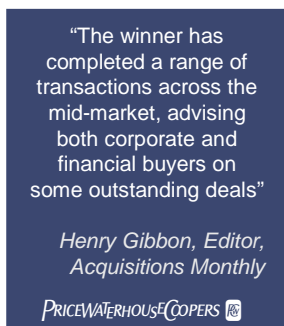 “The winner has
completed a range of
transactions across the
mid-market, advising
both corporate and
financial buyers on
some outstanding deals”
Henry Gibbon, Editor,
Acquisitions Monthly
PRICEWATERHOUSECOOPERS